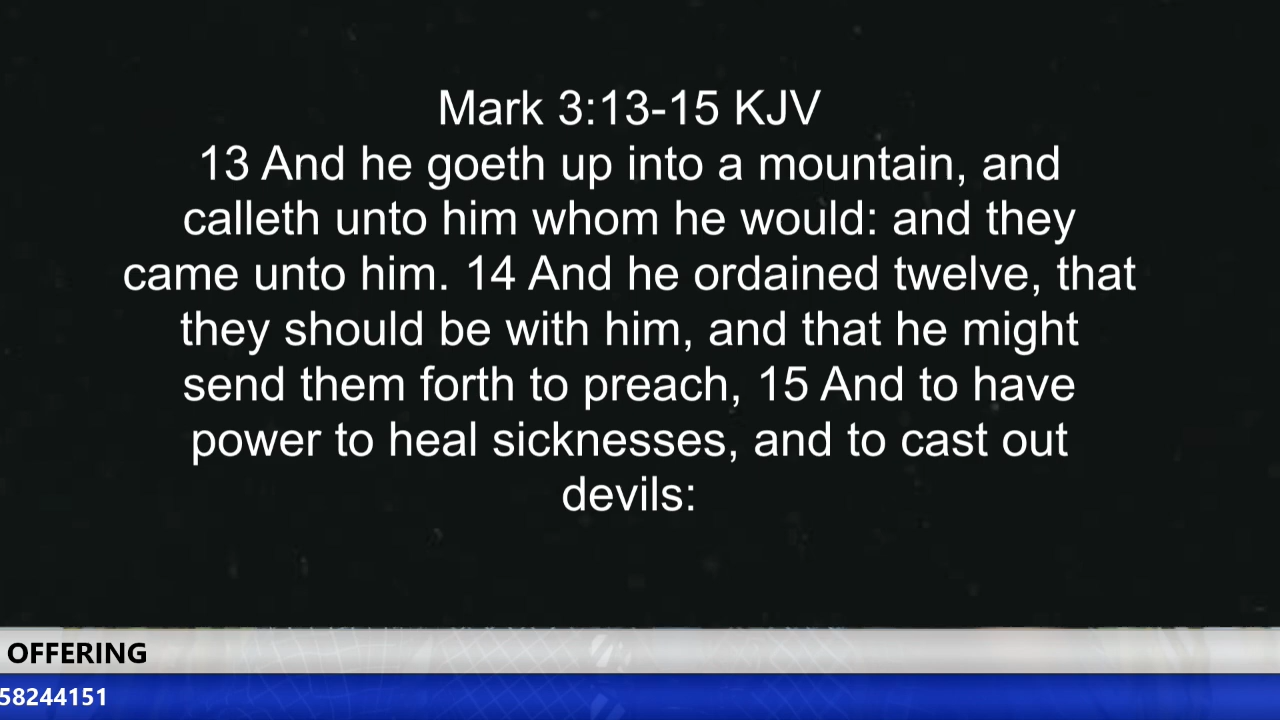 Mark 3:13-15 KJV
13 And he goeth up into a mountain, and
calleth unto him whom he would: and they
came unto him. 14 And he ordained twelve, that
they should be with him, and that he might
send them forth to preach, 15 And to have
power to heal sicknesses, and to cast out
devils:
OFFERING
58244151